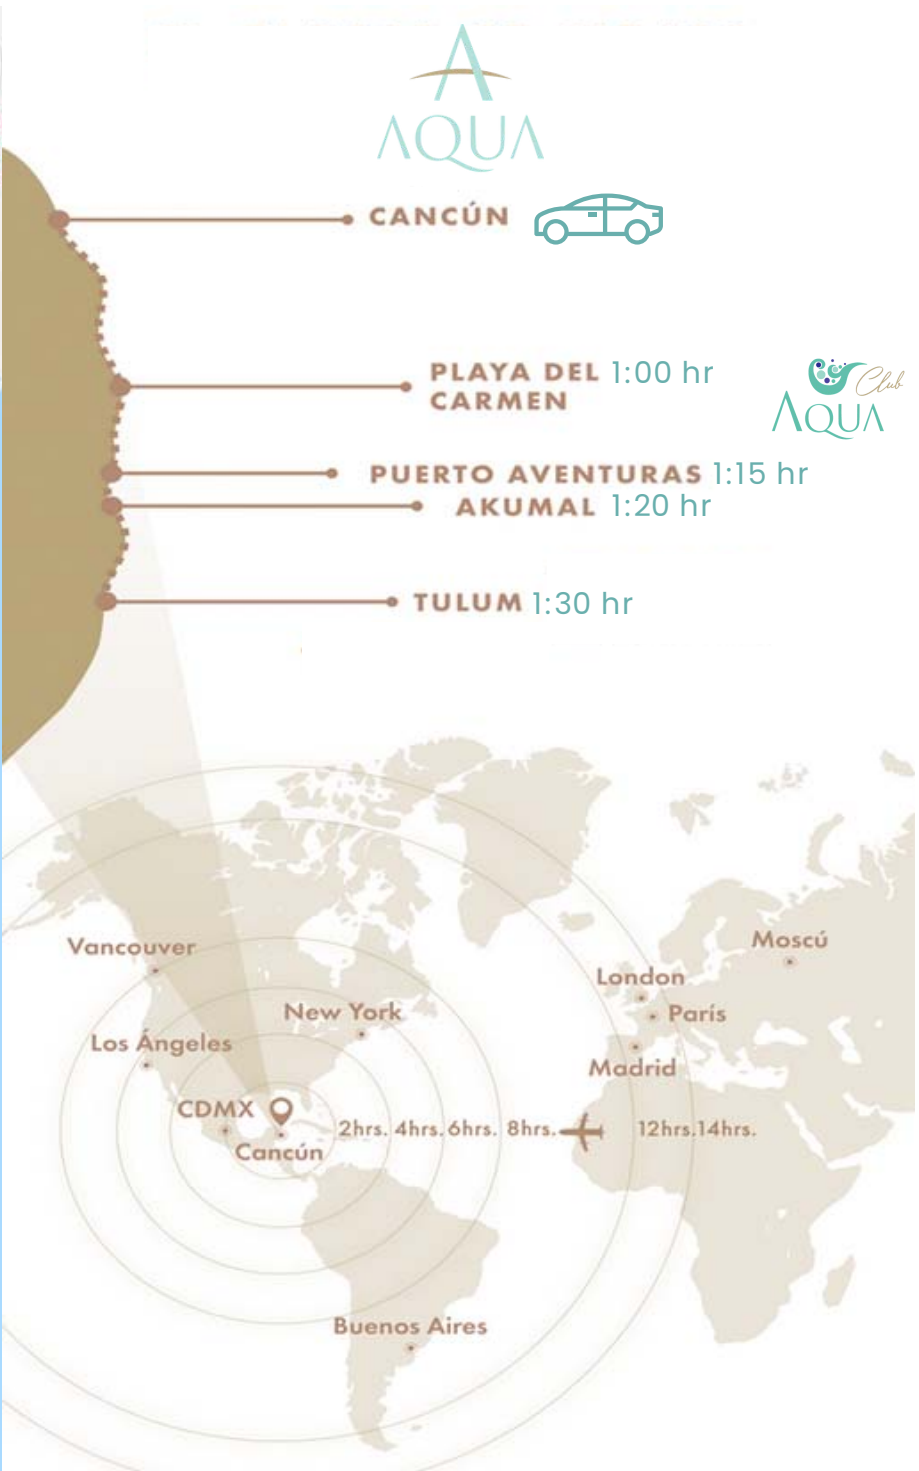 AQUA
CANCÚN
PLAYA DEL 1:00 hr
CARMEN
Club
AQUA
PUERTO AVENTURAS 1:15 hr
AKUMAL 1:20 hr
TULUM 1:30 hr
Vancouver
Moscú
London
New York
París
Los Ángeles
Madrid
CDMX
2hrs. 4hrs. 6hrs. 8hrs. 12hrs. 14hrs.
Cancún
Buenos Aires